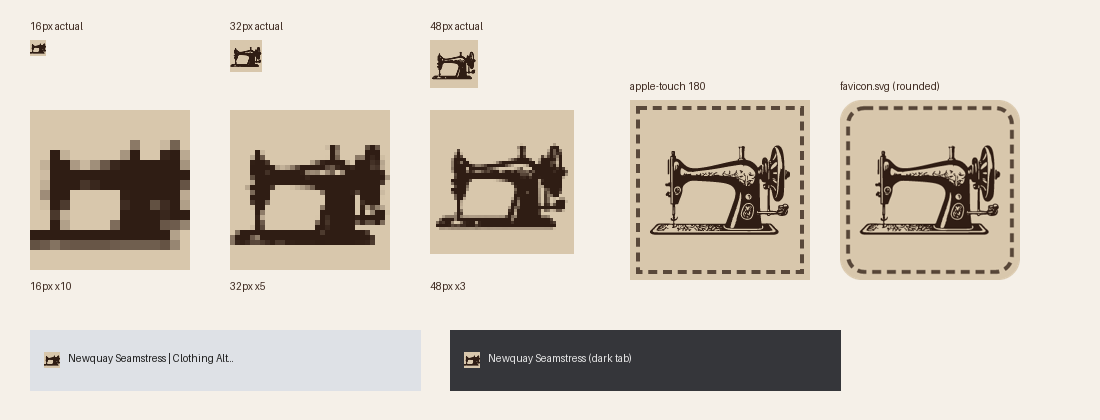 16px actual
32px actual
48px actual
apple-touch 180
favicon.svg (rounded)
16px x10
32px x5
48px x3
Newquay Seamstress | Clothing Alt..
Newquay Seamstress (dark tab)